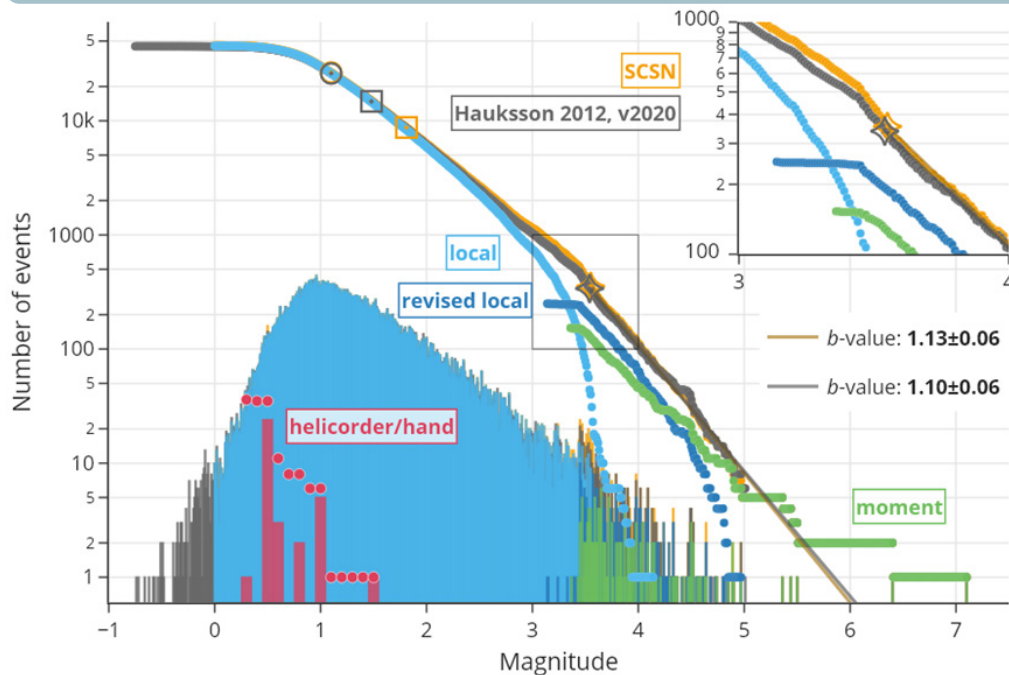 1000
9
8
7
6
5
4
3
2
100
3
4
5
2
10k
5
2
1000
5
2
100
5
2
10
5
2
1
SCSN
Hauksson 2012, v2020
local
revised local
helicorder/hand
moment
b-value: 1.13±0.06
b-value: 1.10±0.06
−1 0 1 2 3 4 5 6 7
Magnitude
Number of events